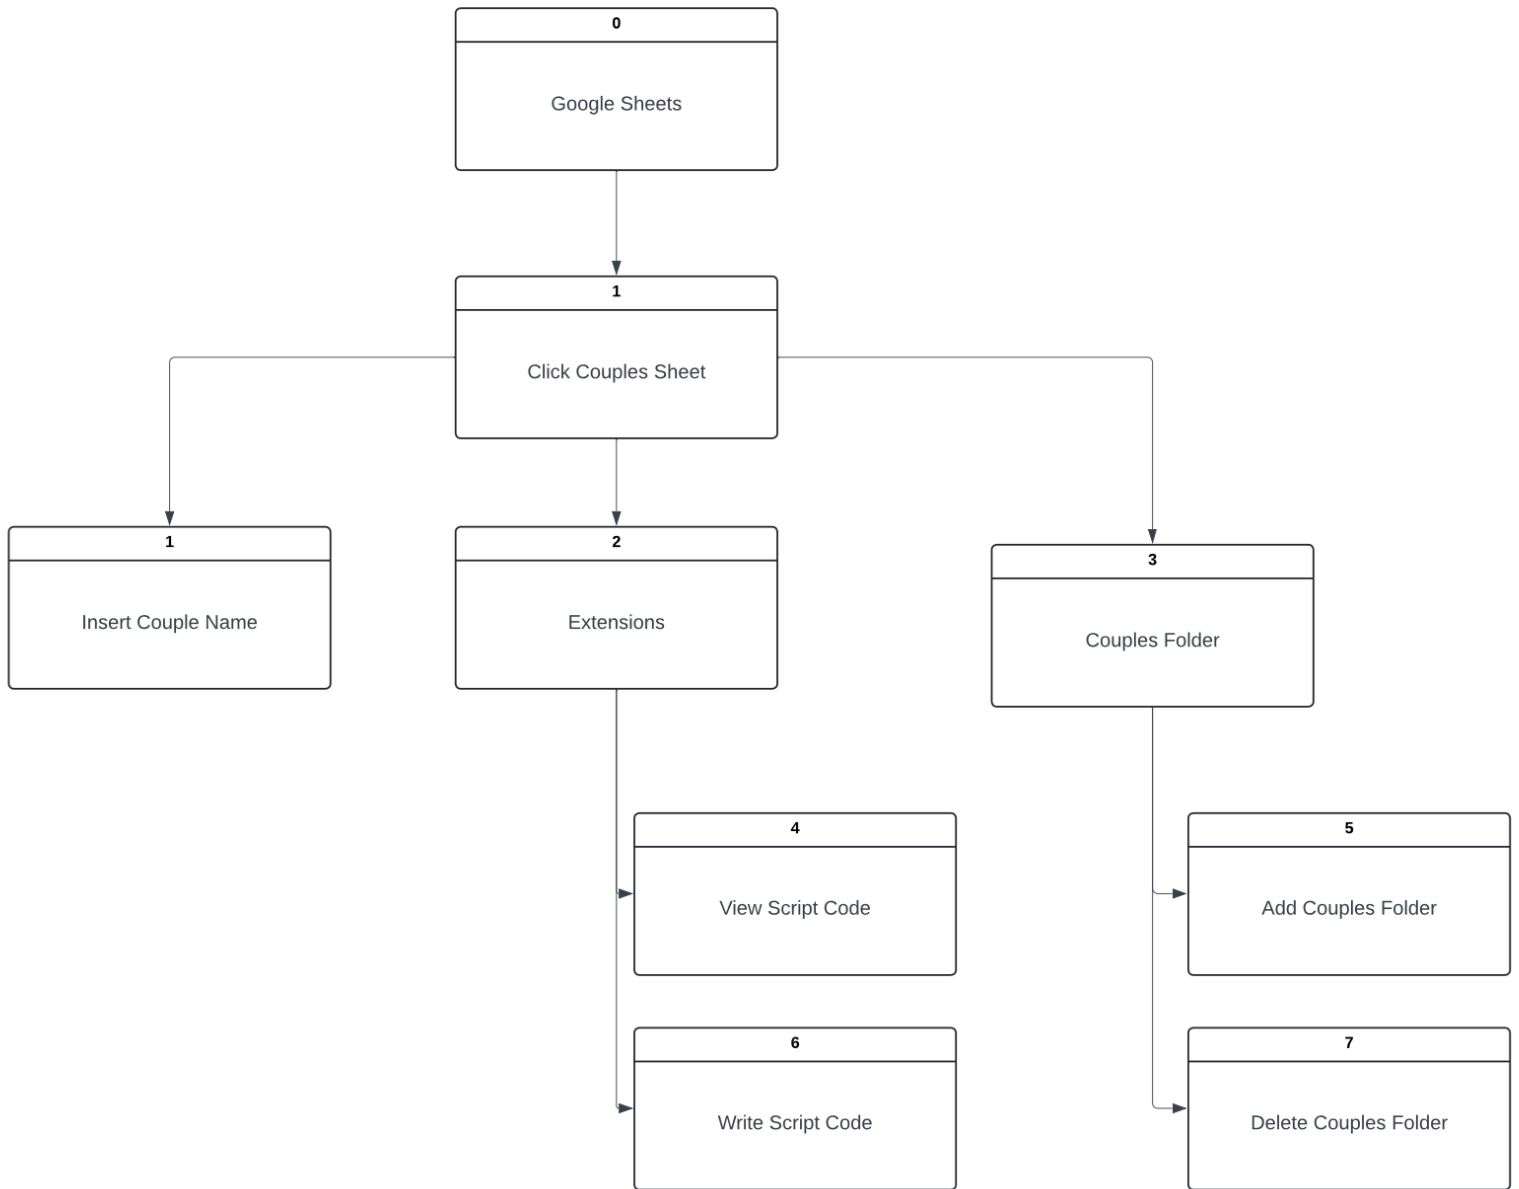 0
Google Sheets
1
Click Couples Sheet
1
Insert Couple Name
2
Extensions
3
Couples Folder
4
View Script Code
5
Add Couples Folder
6
Write Script Code
7
Delete Couples Folder